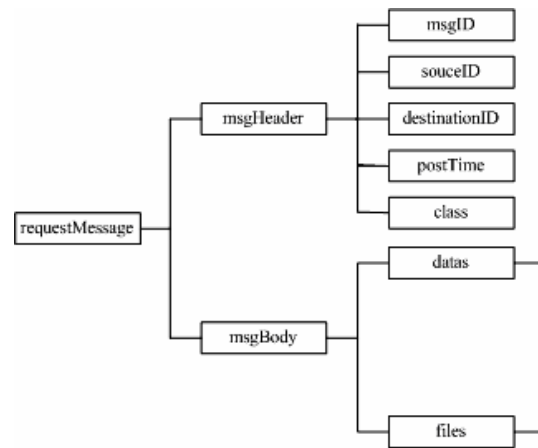 msgID
souceID
msgHeader
destinationID
postTime
class
requestMessage
datas
msgBody
files